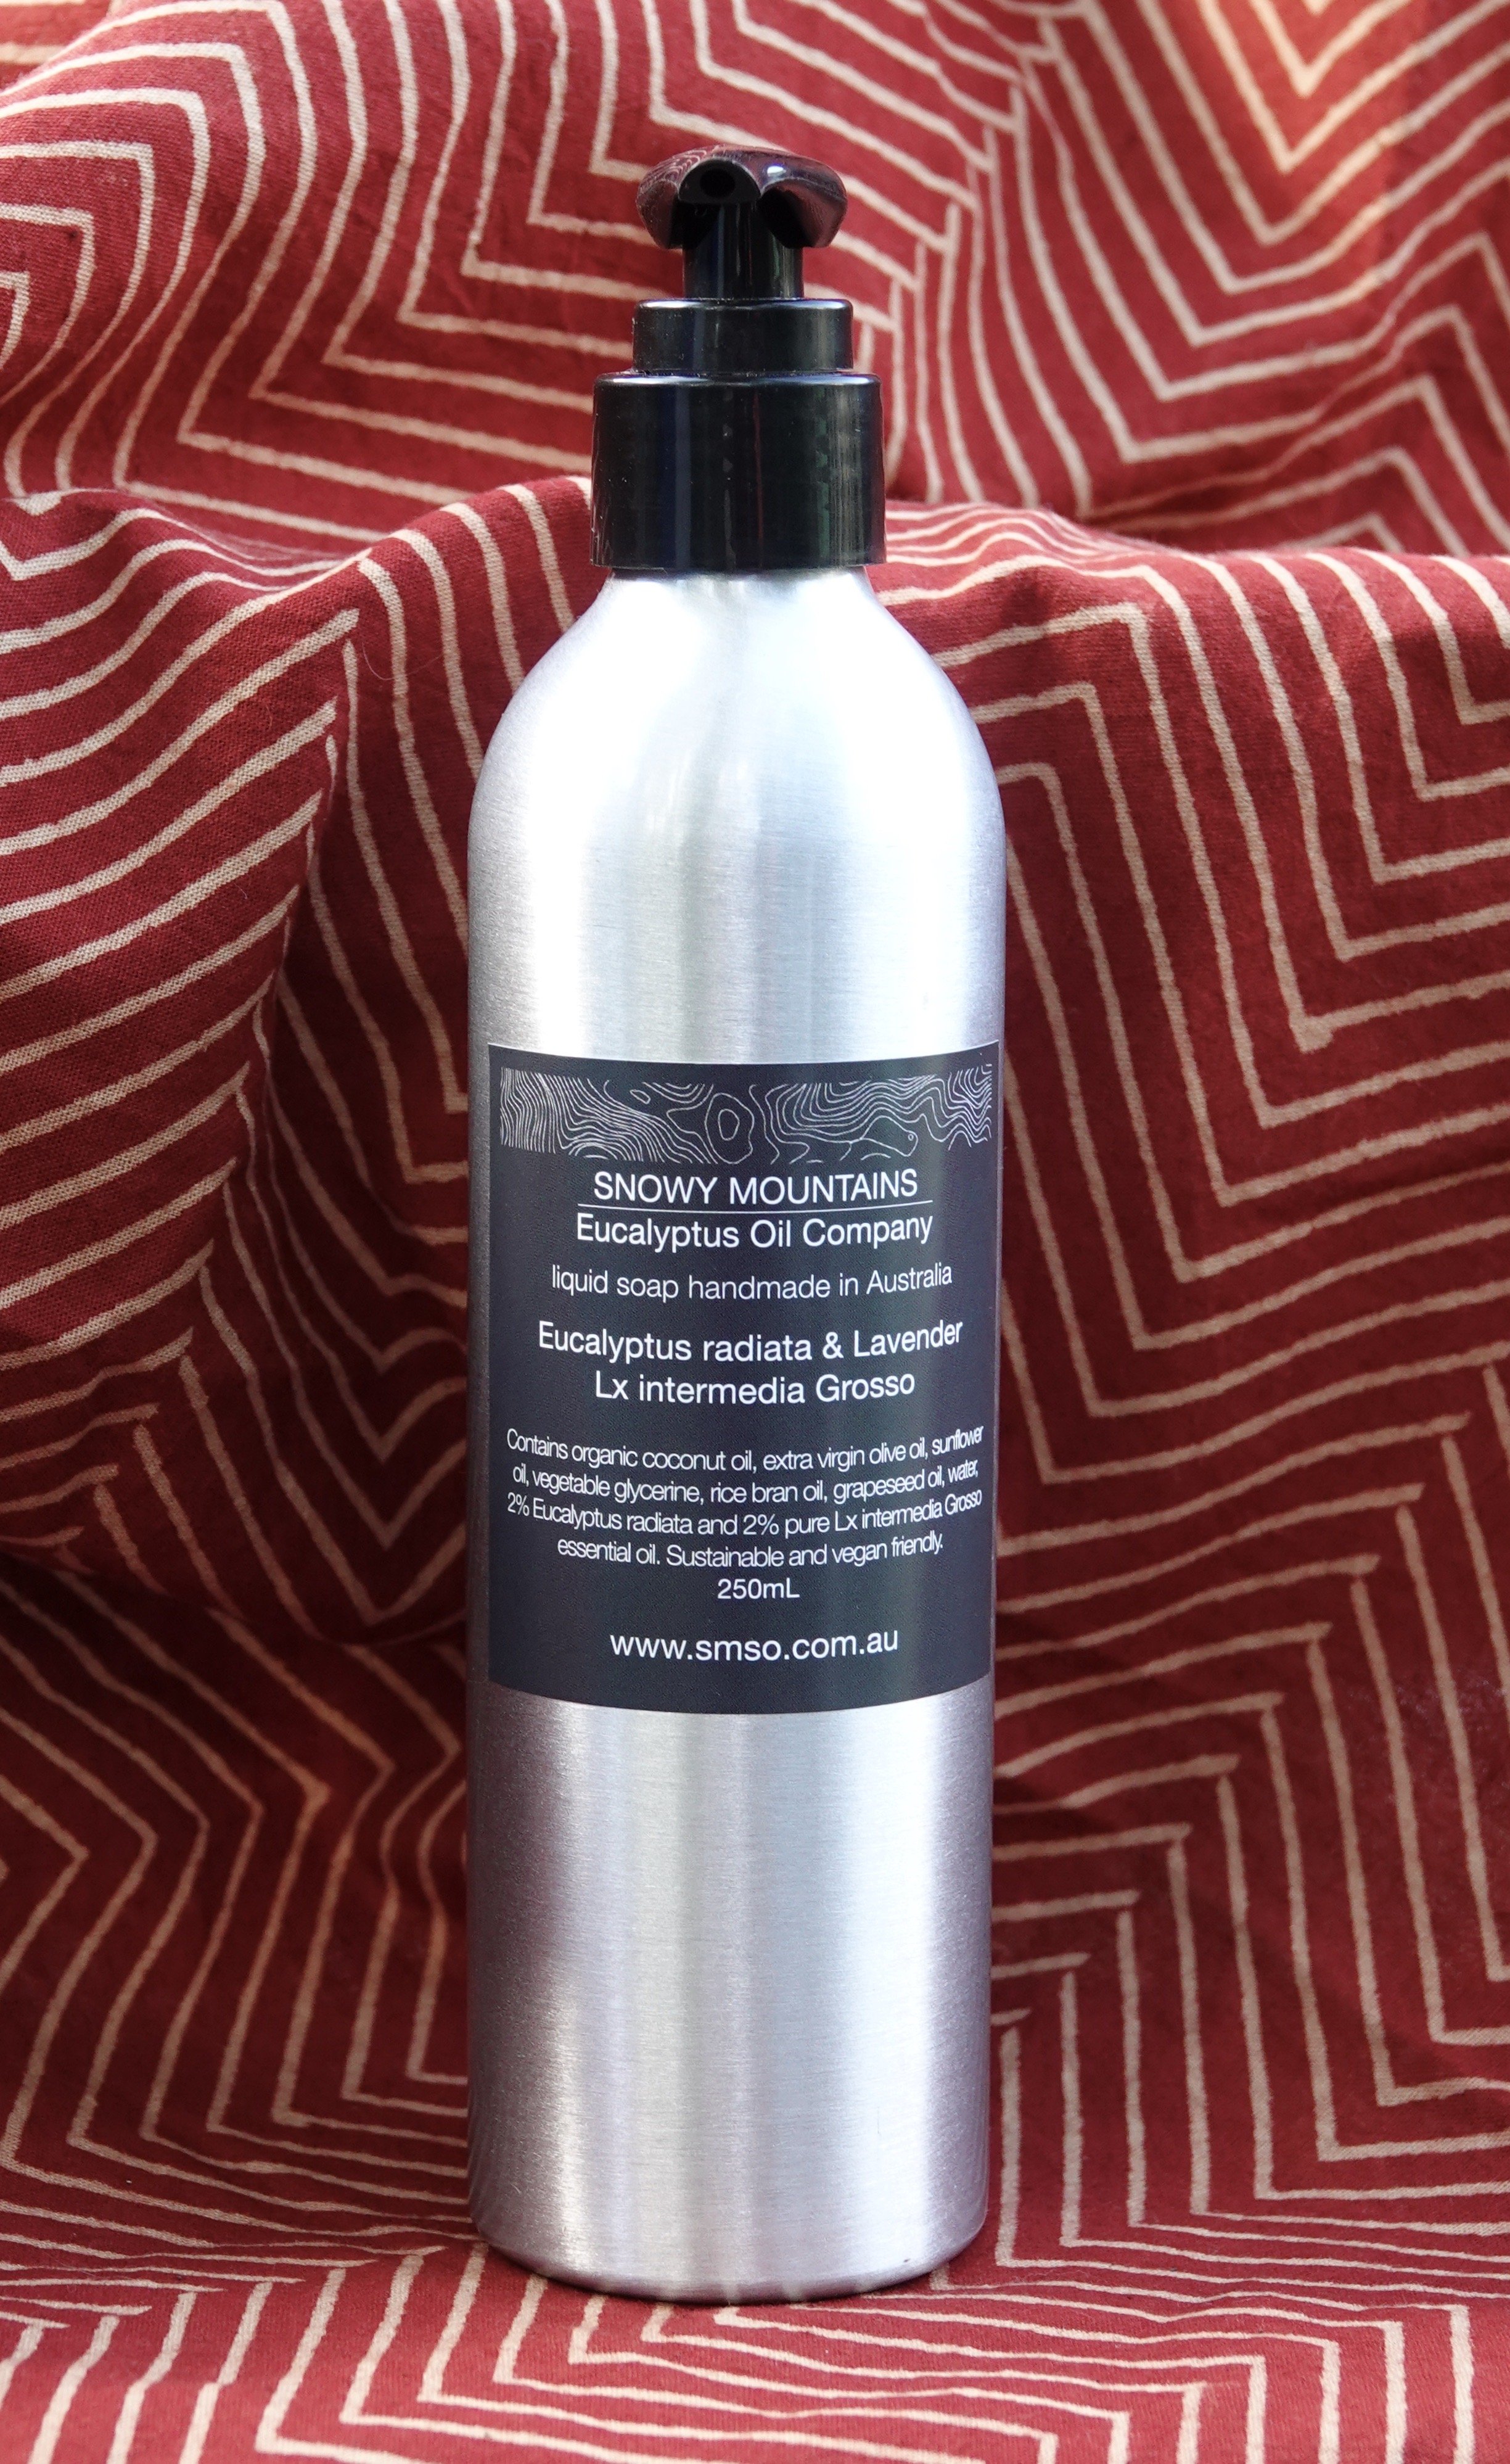 SNOWY MOUNTAINS
Eucalyptus Oil Company
liquid soap handmade in Australia
Eucalyptus radiata & Lavender
Lx intermedia Grosso
Contains organic coconut oil, extra virgin olive oil, sunflower
oil, vegetable glycerine, rice bran oil, grapeseed oil, water,
2% Eucalyptus radiata and 2% pure Lx intermedia Grosso
essential oil. Sustainable and vegan friendly.
250mL
www.smso.com.au